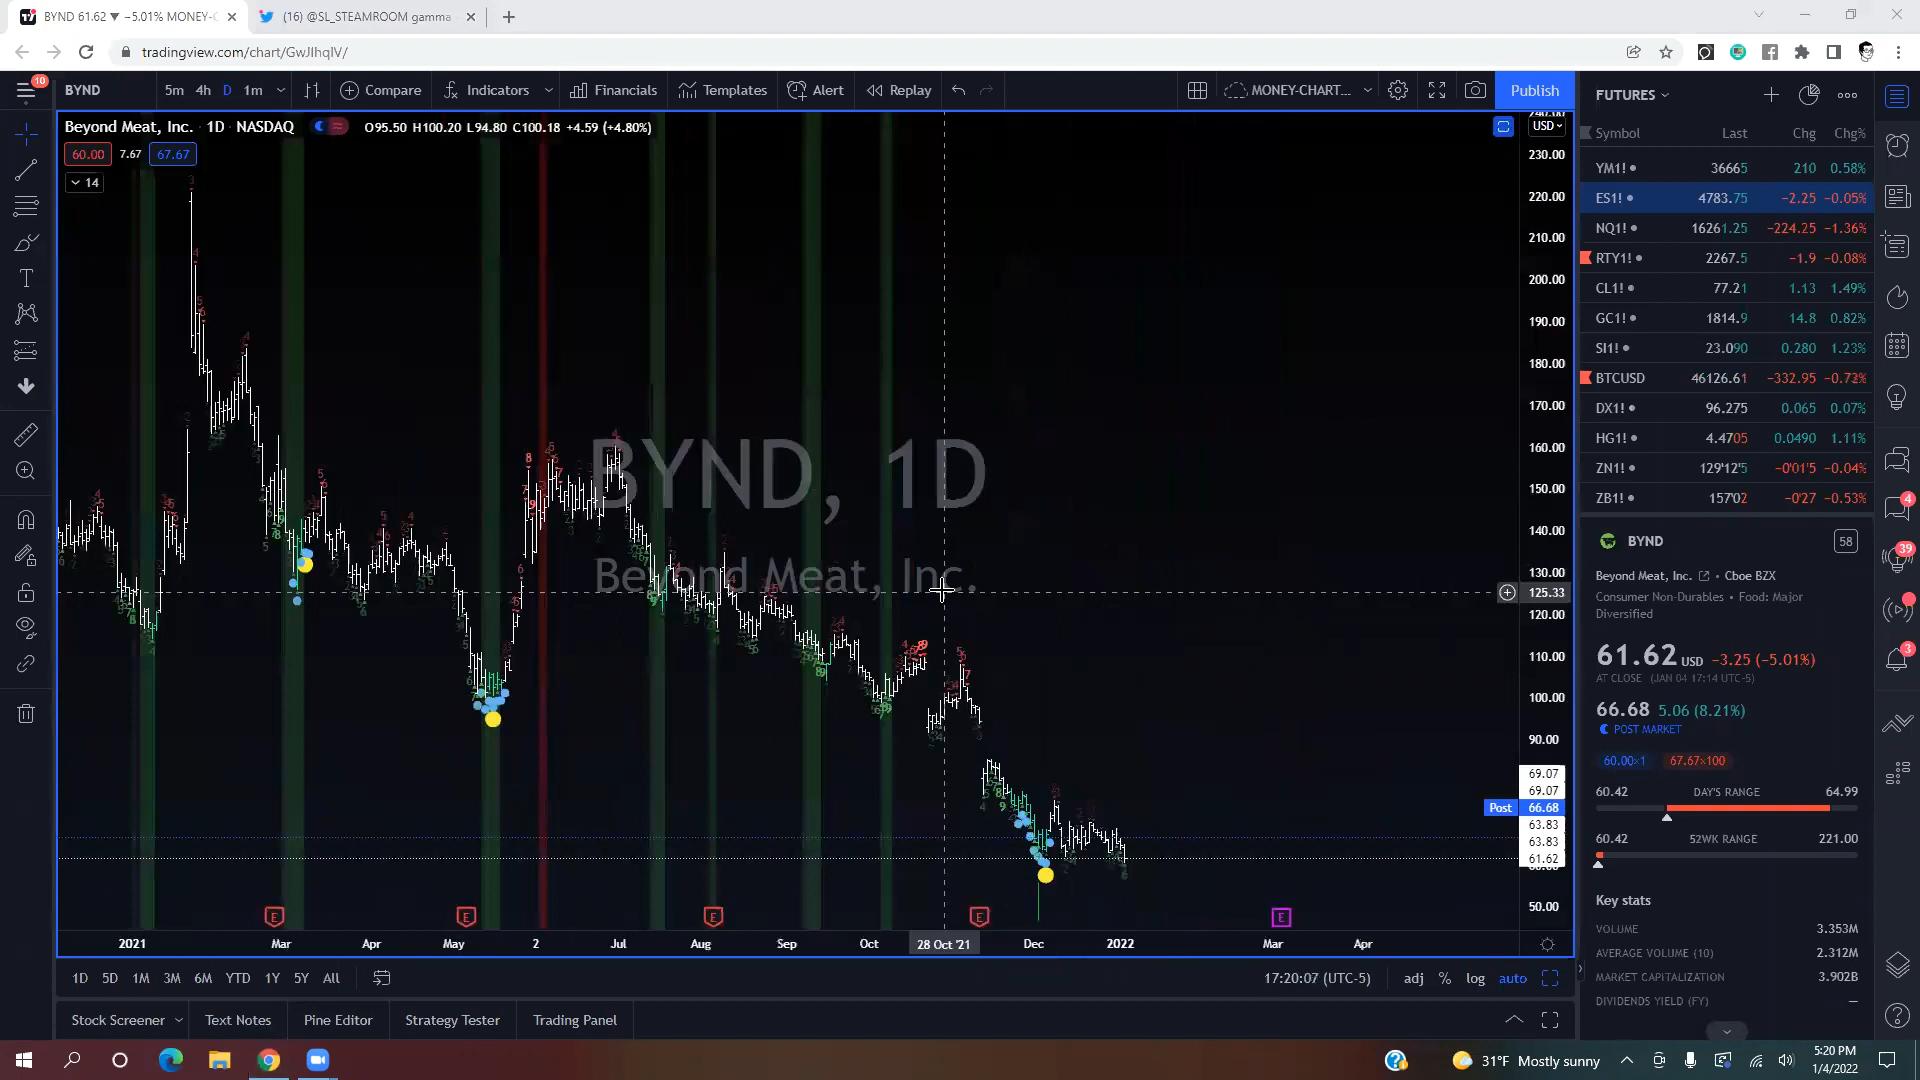 BYND 61.62 ▼ −5.01% MONEY-C
(16) @SL_STEAMROOM gamma
tradingview.com/chart/GwJIhqIV/
10
BYND
5m 4h D 1m
Compare
Indicators
Financials
Templates
Alert
Replay
MONEY-CHART...
Publish
Beyond Meat, Inc. · 1D · NASDAQ
O95.50 H100.20 L94.80 C100.18 +4.59 (+4.80%)
60.00 7.67 67.67
14
USD
230.00
220.00
210.00
200.00
190.00
180.00
170.00
160.00
150.00
140.00
130.00
125.33
120.00
110.00
100.00
90.00
69.07
69.07
Post 66.68
63.83
63.83
61.62
50.00
BYND, 1D
Beyond Meat, Inc.
E E E E E
2021 Mar Apr May 2 Jul Aug Sep Oct 28 Oct '21 Dec 2022 Mar Apr
1D 5D 1M 3M 6M YTD 1Y 5Y All
17:20:07 (UTC-5) adj % log auto
Stock Screener Text Notes Pine Editor Strategy Tester Trading Panel
FUTURES
Symbol Last Chg Chg%
YM1! 36665 210 0.58%
ES1! 4783.75 −2.25 −0.05%
NQ1! 16261.25 −224.25 −1.36%
RTY1! 2267.5 −1.9 −0.08%
CL1! 77.21 1.13 1.49%
GC1! 1814.9 14.8 0.82%
SI1! 23.090 0.280 1.23%
BTCUSD 46126.61 −332.95 −0.72%
DX1! 96.275 0.065 0.07%
HG1! 4.4705 0.0490 1.11%
ZN1! 129'12'5 −0'01'5 −0.04%
ZB1! 157'02 −0'27 −0.53%
BYND 58
Beyond Meat, Inc. • Cboe BZX
Consumer Non-Durables • Food: Major
Diversified
61.62 USD −3.25 (−5.01%)
AT CLOSE (JAN 04 17:14 UTC-5)
66.68 5.06 (8.21%)
POST MARKET
60.00×1 67.67×100
60.42 DAY'S RANGE 64.99
60.42 52WK RANGE 221.00
Key stats
VOLUME 3.353M
AVERAGE VOLUME (10) 2.312M
MARKET CAPITALIZATION 3.902B
DIVIDENDS YIELD (FY) —
4
39
3
31°F Mostly sunny
5:20 PM
1/4/2022